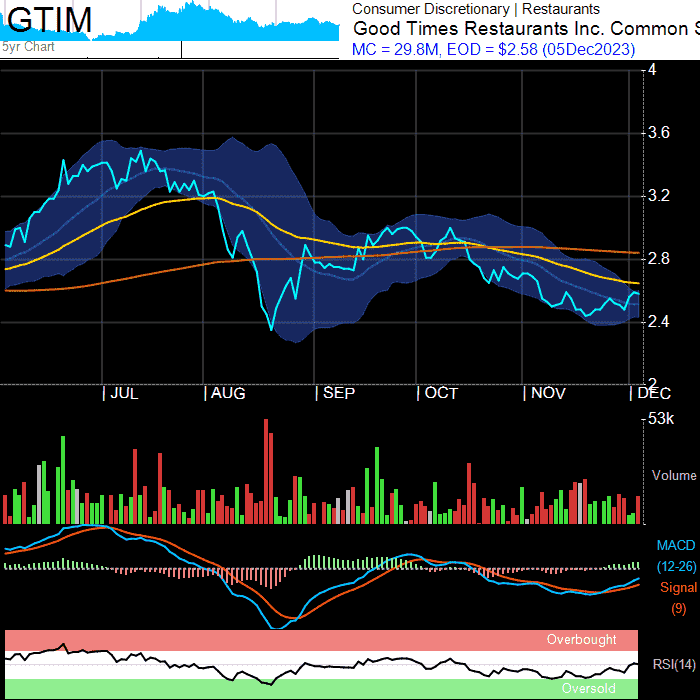 GTIM
5yr Chart
Consumer Discretionary | Restaurants
Good Times Restaurants Inc. Common S
MC = 29.8M, EOD = $2.58 (05Dec2023)
4
3.6
3.2
2.8
2.4
2
JUL AUG SEP OCT NOV DEC
53k
Volume
MACD
(12-26)
Signal
(9)
Overbought
RSI(14)
Oversold